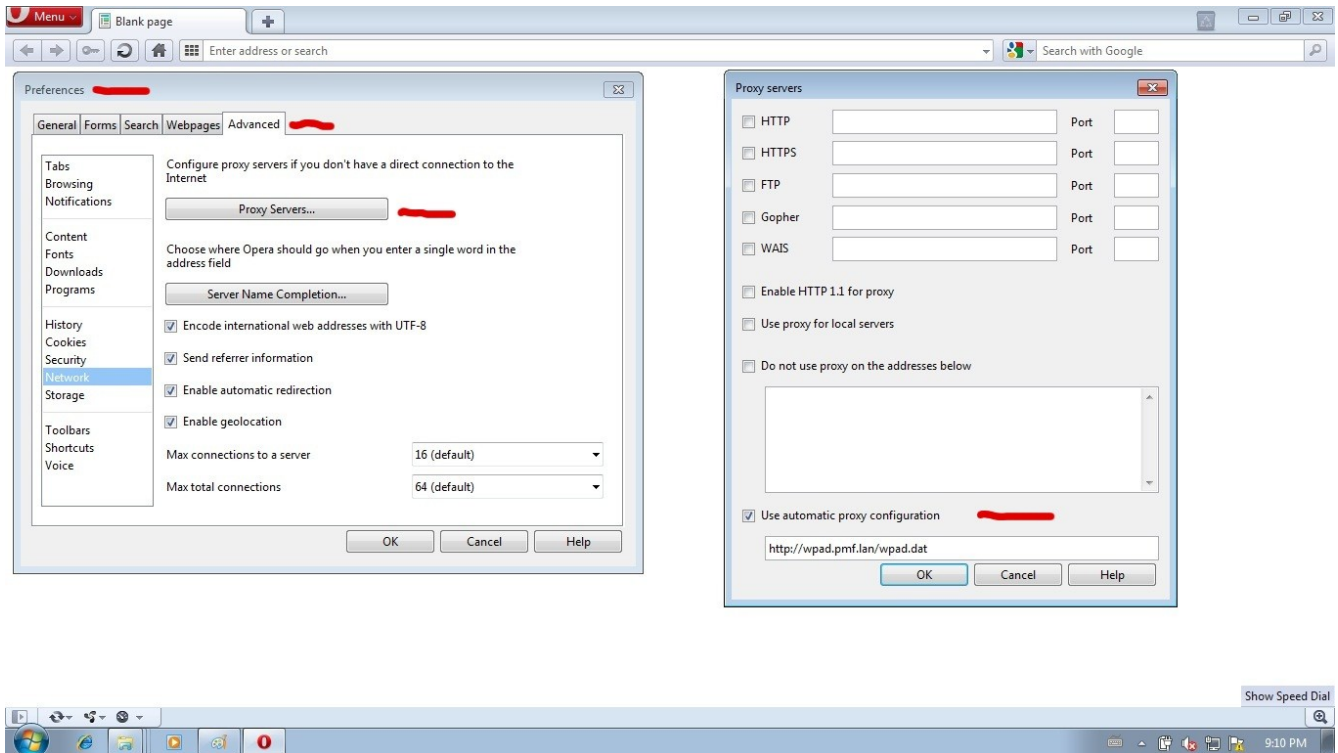 Menu
Blank page
Enter address or search
Search with Google
Preferences
General Forms Search Webpages Advanced
Tabs
Browsing
Notifications
Content
Fonts
Downloads
Programs
History
Cookies
Security
Network
Storage
Toolbars
Shortcuts
Voice
Configure proxy servers if you don't have a direct connection to the
Internet
Proxy Servers...
Choose where Opera should go when you enter a single word in the
address field
Server Name Completion...
Encode international web addresses with UTF-8
Send referrer information
Enable automatic redirection
Enable geolocation
Max connections to a server 16 (default)
Max total connections 64 (default)
OK Cancel Help
Proxy servers
HTTP Port
HTTPS Port
FTP Port
Gopher Port
WAIS Port
Enable HTTP 1.1 for proxy
Use proxy for local servers
Do not use proxy on the addresses below
Use automatic proxy configuration
http://wpad.pmf.lan/wpad.dat
OK Cancel Help
Show Speed Dial
9:10 PM